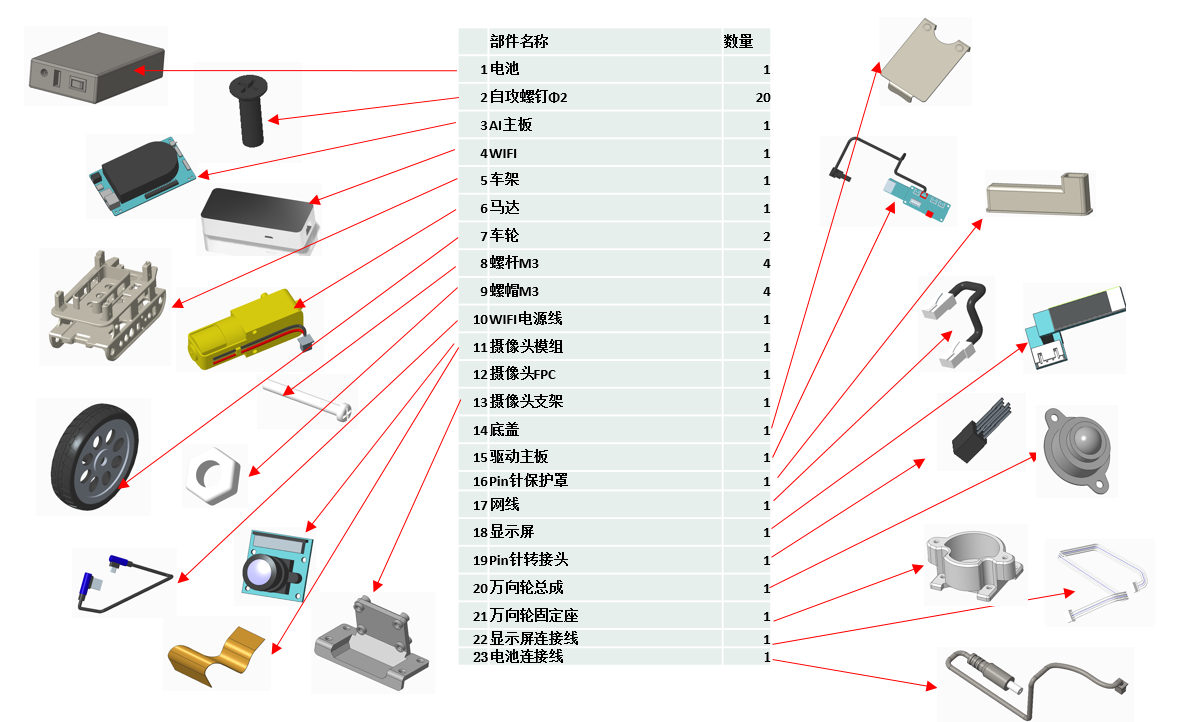 部件名称 数量
1 电池 1
2 自攻螺钉Φ2 20
3 AI主板 1
4 WIFI 1
5 车架 1
6 马达 1
7 车轮 2
8 螺杆M3 4
9 螺帽M3 4
10 WIFI电源线 1
11 摄像头模组 1
12 摄像头FPC 1
13 摄像头支架 1
14 底盖 1
15 驱动主板 1
16 Pin针保护罩 1
17 网线 1
18 显示屏 1
19 Pin针转接头 1
20 万向轮总成 1
21 万向轮固定座 1
22 显示屏连接线 1
23 电池连接线 1